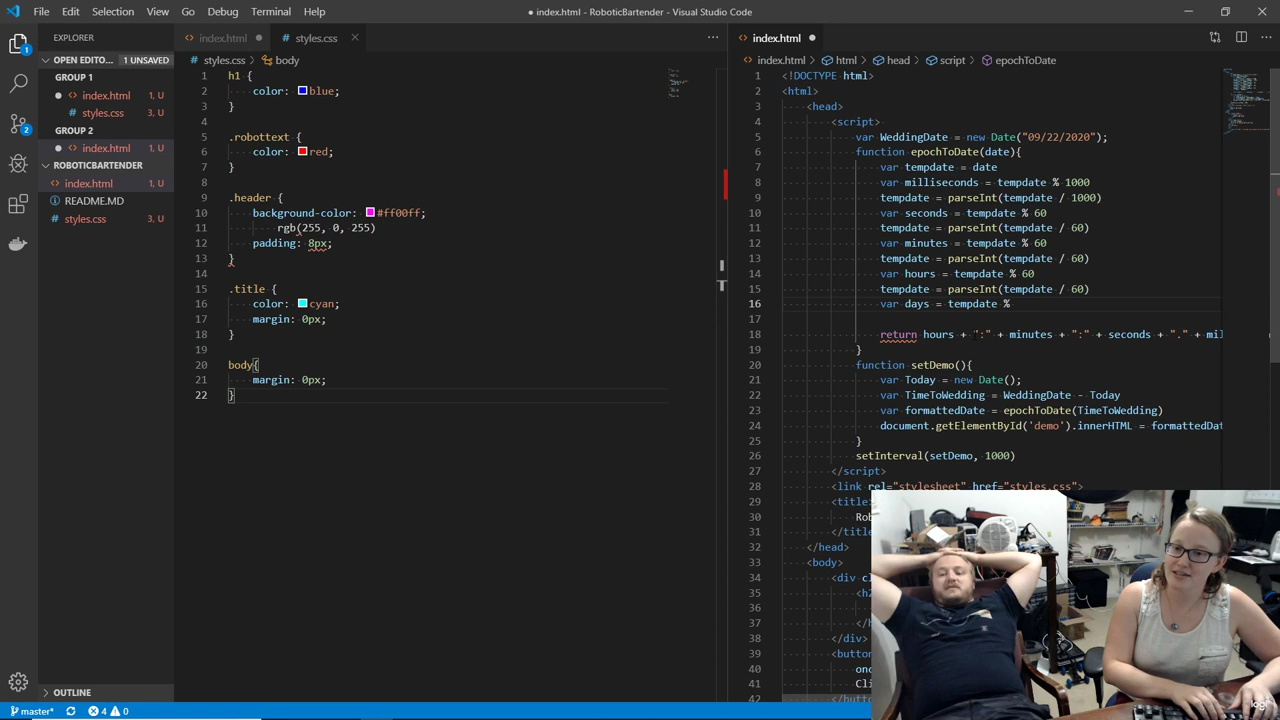 File Edit Selection View Go Debug Terminal Help
● index.html - RoboticBartender - Visual Studio Code
EXPLORER
OPEN EDITO... 1 UNSAVED
GROUP 1
index.html 1, U
styles.css 3, U
GROUP 2
index.html 1, U
ROBOTICBARTENDER
index.html 1, U
README.MD U
styles.css 3, U
OUTLINE
master*
4 0
1
2
index.html
styles.css
styles.css > body
1 h1 {
2 color: blue;
3 }
4
5 .robottext {
6 color: red;
7 }
8
9 .header {
10 background-color: #ff00ff;
11 rgb(255, 0, 255)
12 padding: 8px;
13 }
14
15 .title {
16 color: cyan;
17 margin: 0px;
18 }
19
20 body{
21 margin: 0px;
22 }
index.html
index.html > html > head > script > epochToDate
1 <!DOCTYPE html>
2 <html>
3 <head>
4 <script>
5 var WeddingDate = new Date("09/22/2020");
6 function epochToDate(date){
7 var tempdate = date
8 var milliseconds = tempdate % 1000
9 tempdate = parseInt(tempdate / 1000)
10 var seconds = tempdate % 60
11 tempdate = parseInt(tempdate / 60)
12 var minutes = tempdate % 60
13 tempdate = parseInt(tempdate / 60)
14 var hours = tempdate % 60
15 tempdate = parseInt(tempdate / 60)
16 var days = tempdate %
17
18 return hours + ":" + minutes + ":" + seconds + "." + mil
19 }
20 function setDemo(){
21 var Today = new Date();
22 var TimeToWedding = WeddingDate - Today
23 var formattedDate = epochToDate(TimeToWedding)
24 document.getElementById('demo').innerHTML = formattedDat
25 }
26 setInterval(setDemo, 1000)
27 </script>
28 <link rel="stylesheet" href="styles.css">
29 <title>
30 Rob
31 </title>
32 </head>
33 <body>
34 <div cl
35 <h2
36
37 </h
38 </div>
39 <button
40 onc
41 Cli
42 </button
logi